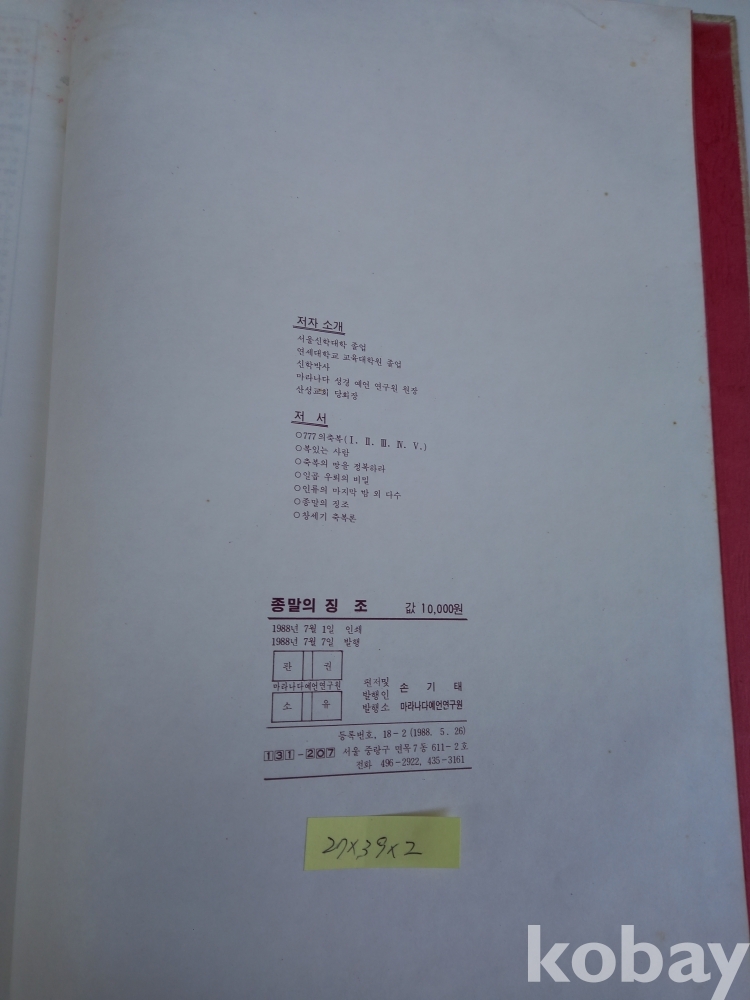 저자 소개
서울신학대학 졸업
연세대학교 교육대학원 졸업
신학박사
마라나다 성경 예언 연구원 원장
산성교회 당회장
저 서
○777의축복(Ⅰ. Ⅱ. Ⅲ. Ⅳ. Ⅴ.)
○복있는 사람
○축복의 땅을 정복하라
○일곱 우뢰의 비밀
○인류의 마지막 밤 외 다수
○종말의 징조
○창세기 축복론
종말의 징 조 값 10,000원
1988년 7월 1일 인쇄
1988년 7월 7일 발행
판 권
마라나다예언연구원
소 유
편저및
발행인 손 기 태
발행소 마라나다예언연구원
등록번호. 18-2 (1988. 5. 26)
131-207 서울 중랑구 면목7동 611-2호
전화 496-2922, 435-3161
27×39×2
kobay